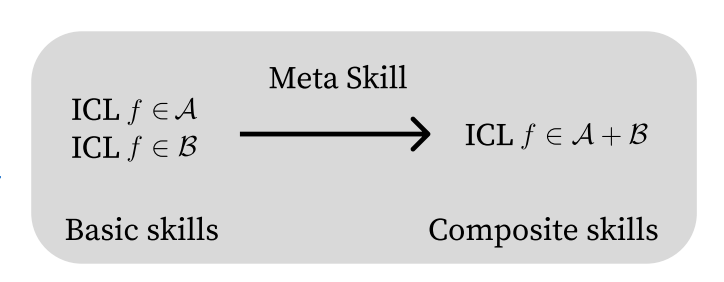 Meta Skill
ICL f ∈ 𝒜
ICL f ∈ ℬ
ICL f ∈ 𝒜 + ℬ
Basic skills
Composite skills